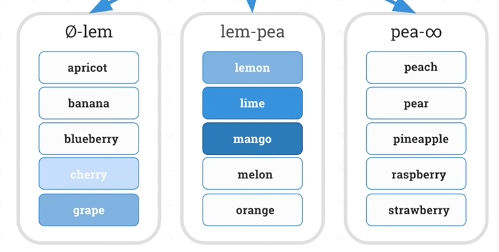 Ø-lem
apricot
banana
blueberry
cherry
grape
lem-pea
lemon
lime
mango
melon
orange
pea-∞
peach
pear
pineapple
raspberry
strawberry